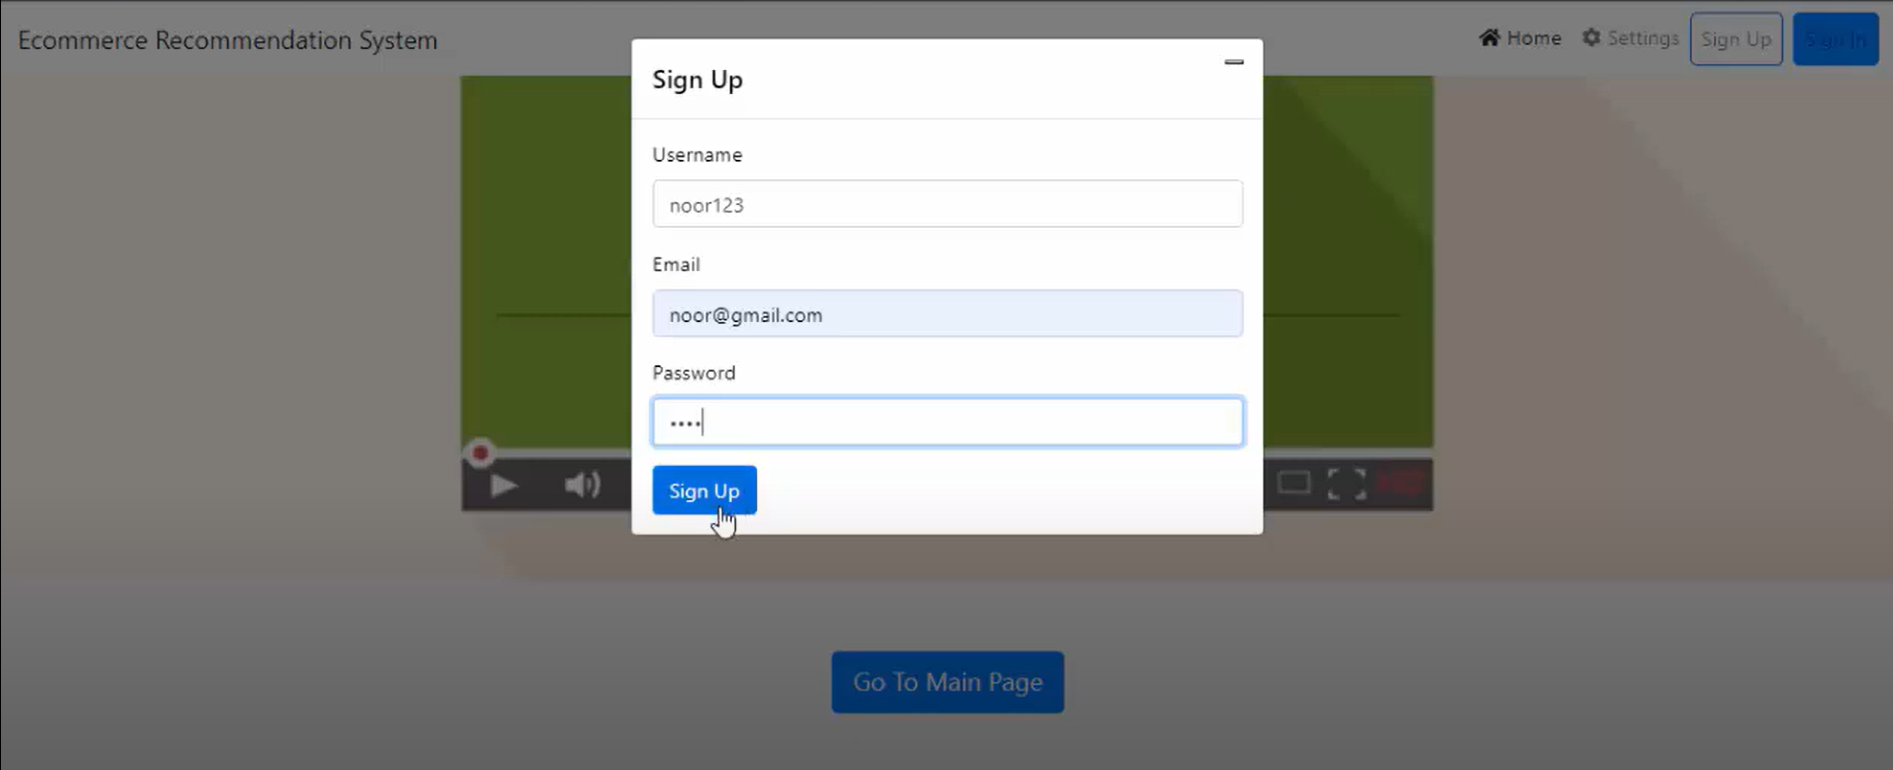 Ecommerce Recommendation System
Home Settings Sign Up Sign In
Sign Up
Username
noor123
Email
noor@gmail.com
Password
••••
Sign Up
Go To Main Page